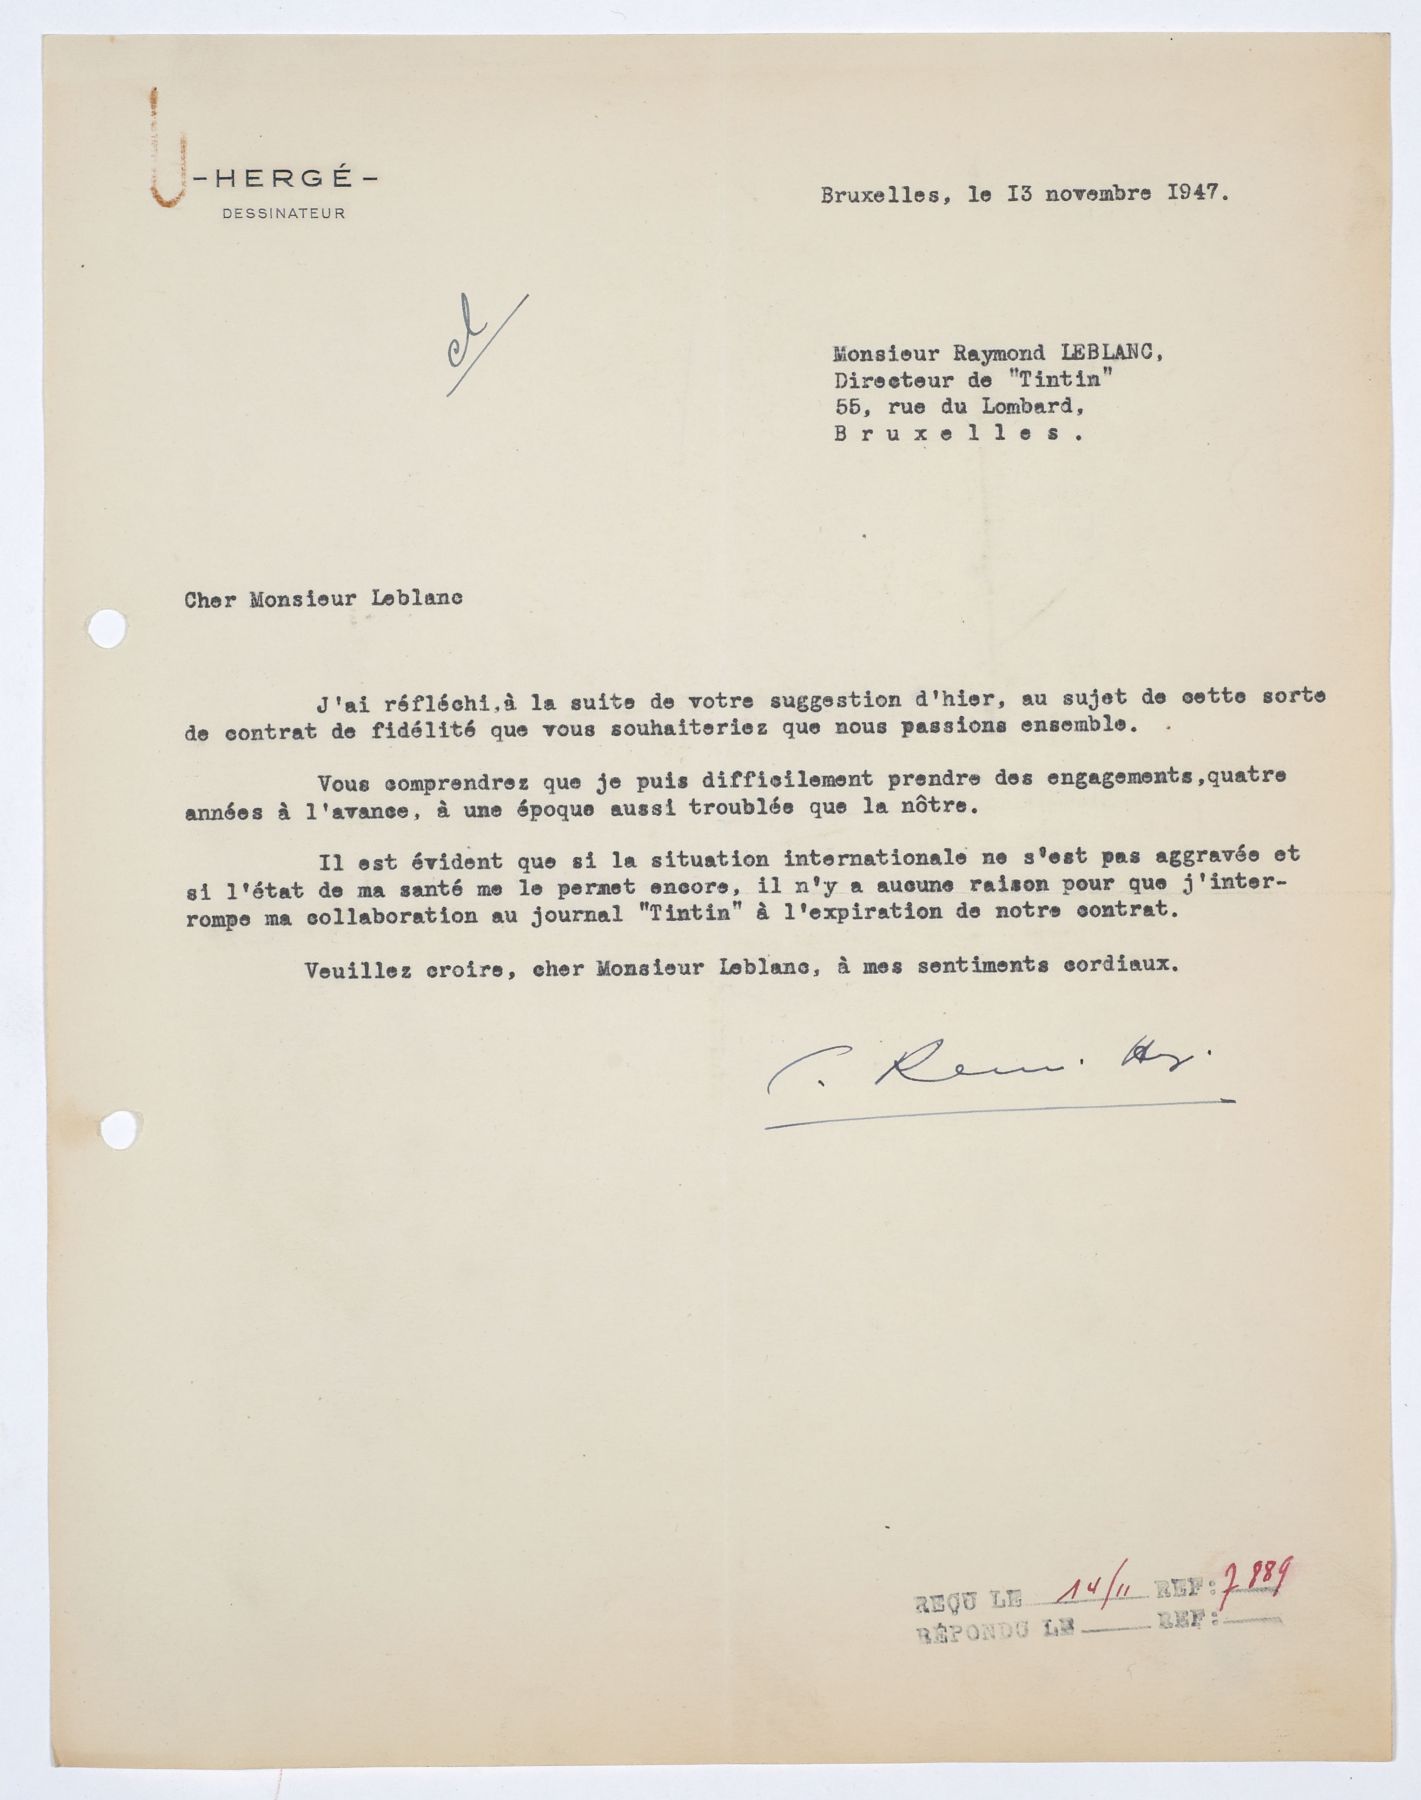 -HERGÉ-
DESSINATEUR
Bruxelles, le I3 novembre I947.
cl
Monsieur Raymond LEBLANC,
Directeur de "Tintin"
55, rue du Lombard,
Bruxelles.
Cher Monsieur Leblanc
J'ai réfléchi,à la suite de votre suggestion d'hier, au sujet de cette sorte
de contrat de fidélité que vous souhaiteriez que nous passions ensemble.
Vous comprendrez que je puis difficilement prendre des engagements,quatre
années à l'avance, à une époque aussi troublée que la nôtre.
Il est évident que si la situation internationale ne s'est pas aggravée et
si l'état de ma santé me le permet encore, il n'y a aucune raison pour que j'inter-
rompe ma collaboration au journal "Tintin" à l'expiration de notre contrat.
Veuillez croire, cher Monsieur Leblanc, à mes sentiments cordiaux.
REÇU LE 14/11 REF: 7889
RÉPONDU LE REF: